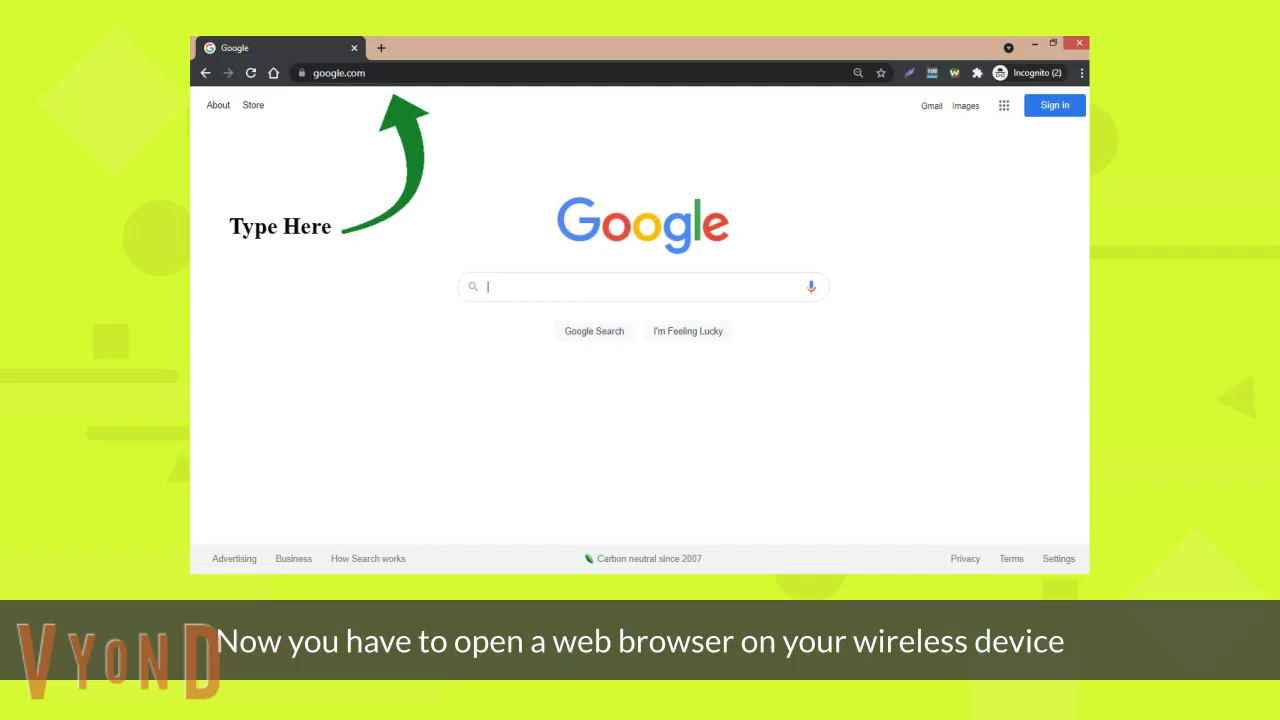 Google
google.com
100
W
Incognito (2)
About Store
Gmail Images
Sign in
Type Here
Google
Google Search I'm Feeling Lucky
Advertising Business How Search works
Carbon neutral since 2007
Privacy Terms Settings
Now you have to open a web browser on your wireless device
VYOND